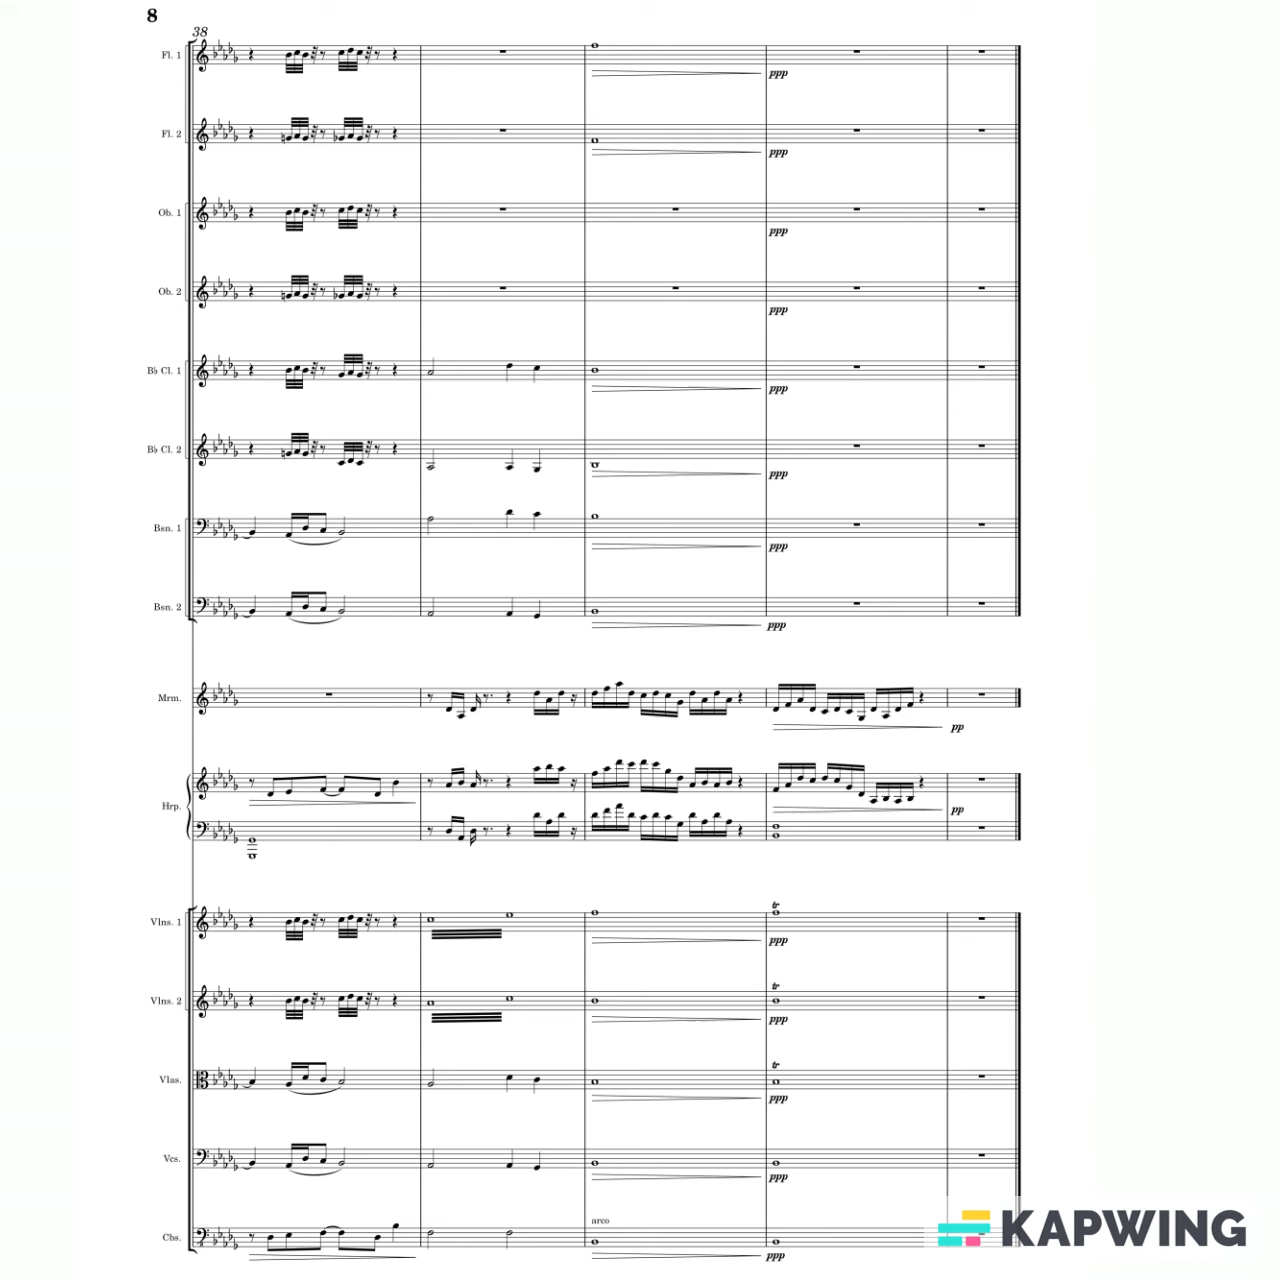 8
38
Fl. 1
ppp
Fl. 2
ppp
Ob. 1
ppp
Ob. 2
ppp
B♭ Cl. 1
ppp
B♭ Cl. 2
ppp
Bsn. 1
ppp
Bsn. 2
ppp
Mrm.
pp
Hrp.
pp
tr
Vlns. 1
ppp
tr
Vlns. 2
ppp
tr
Vlas.
ppp
Vcs.
ppp
arco
Cbs.
ppp
KAPWING